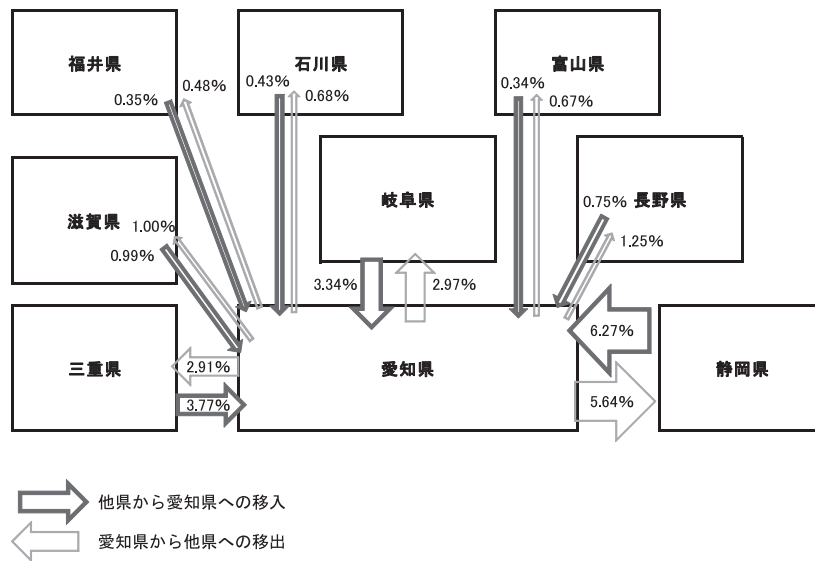 福井県
0.35%
0.48%
石川県
0.43%
0.68%
富山県
0.34%
0.67%
滋賀県
1.00%
0.99%
岐阜県
3.34%
2.97%
長野県
0.75%
1.25%
三重県
2.91%
3.77%
愛知県
6.27%
5.64%
静岡県
他県から愛知県への移入
愛知県から他県への移出